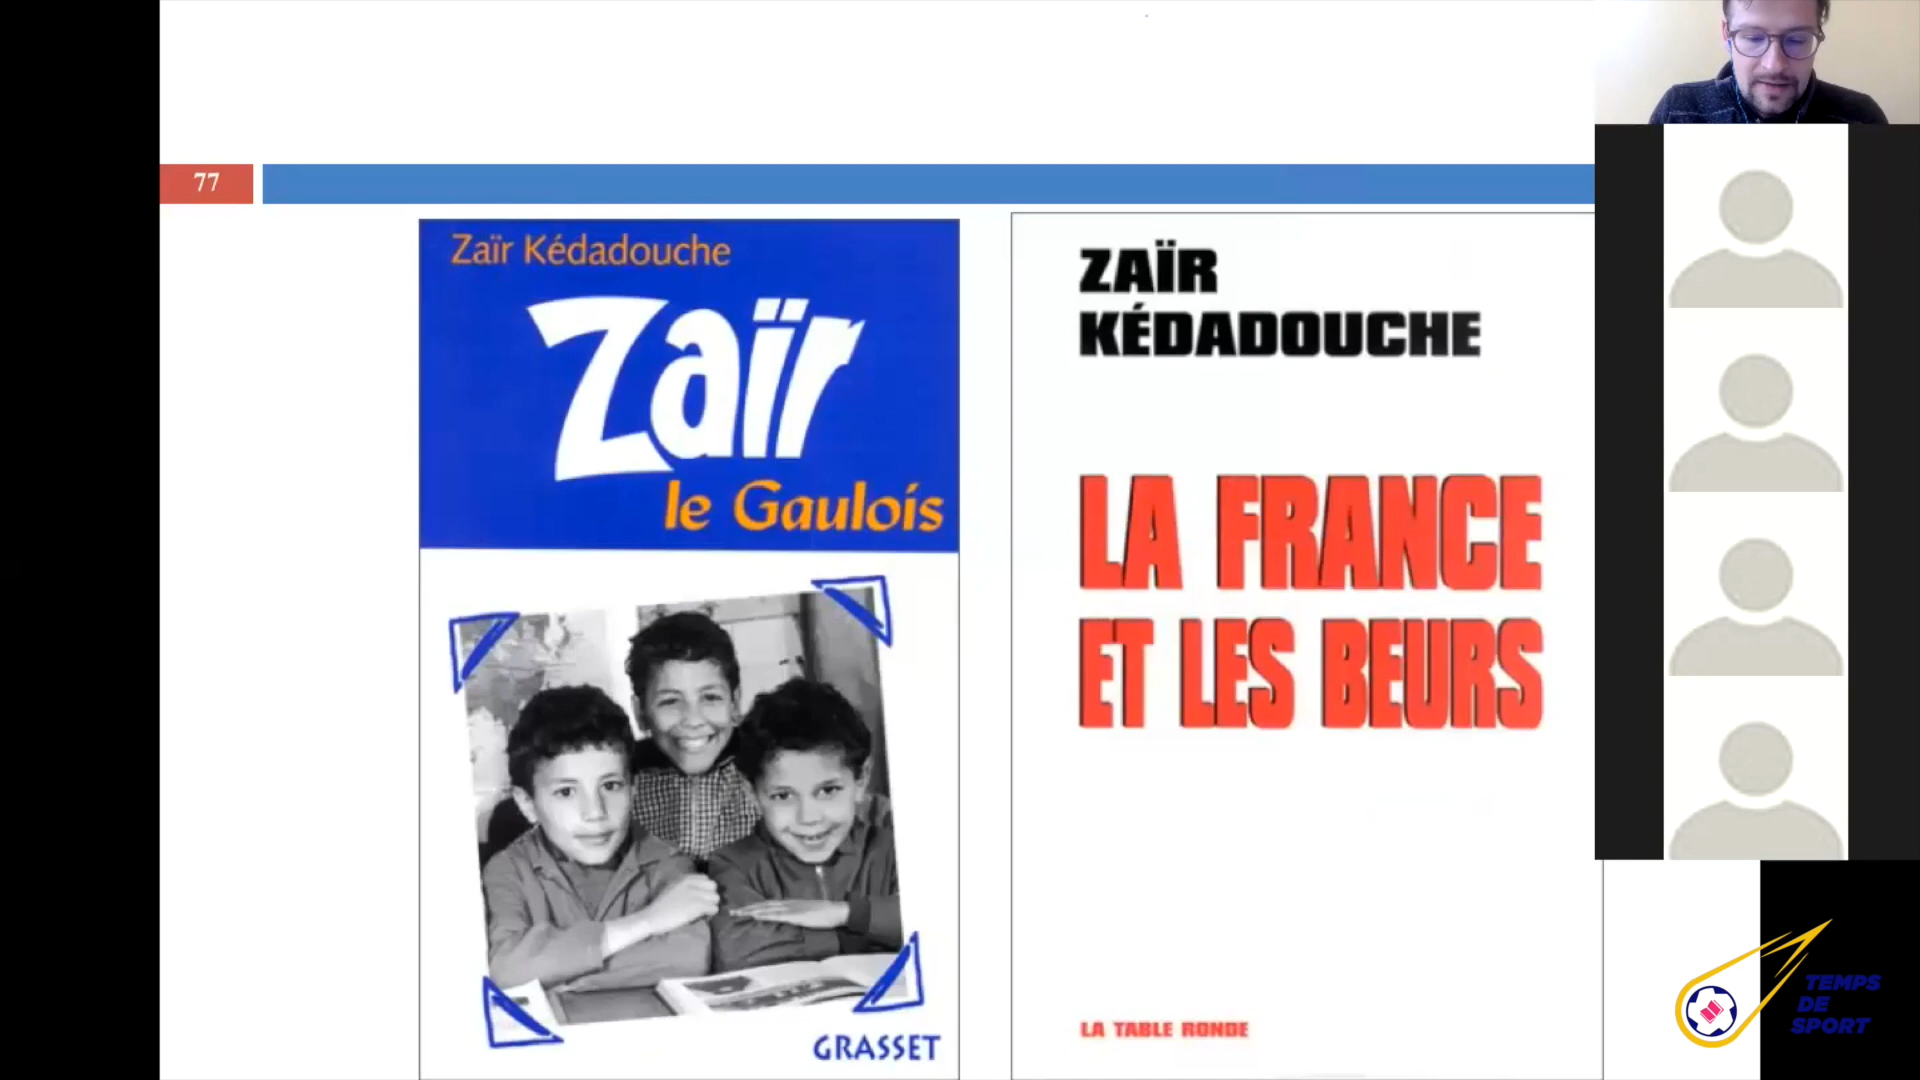 77
Zaïr Kédadouche
Zaïr
le Gaulois
GRASSET
ZAÏR
KÉDADOUCHE
LA FRANCE
ET LES BEURS
LA TABLE RONDE
TEMPS
DE
SPORT